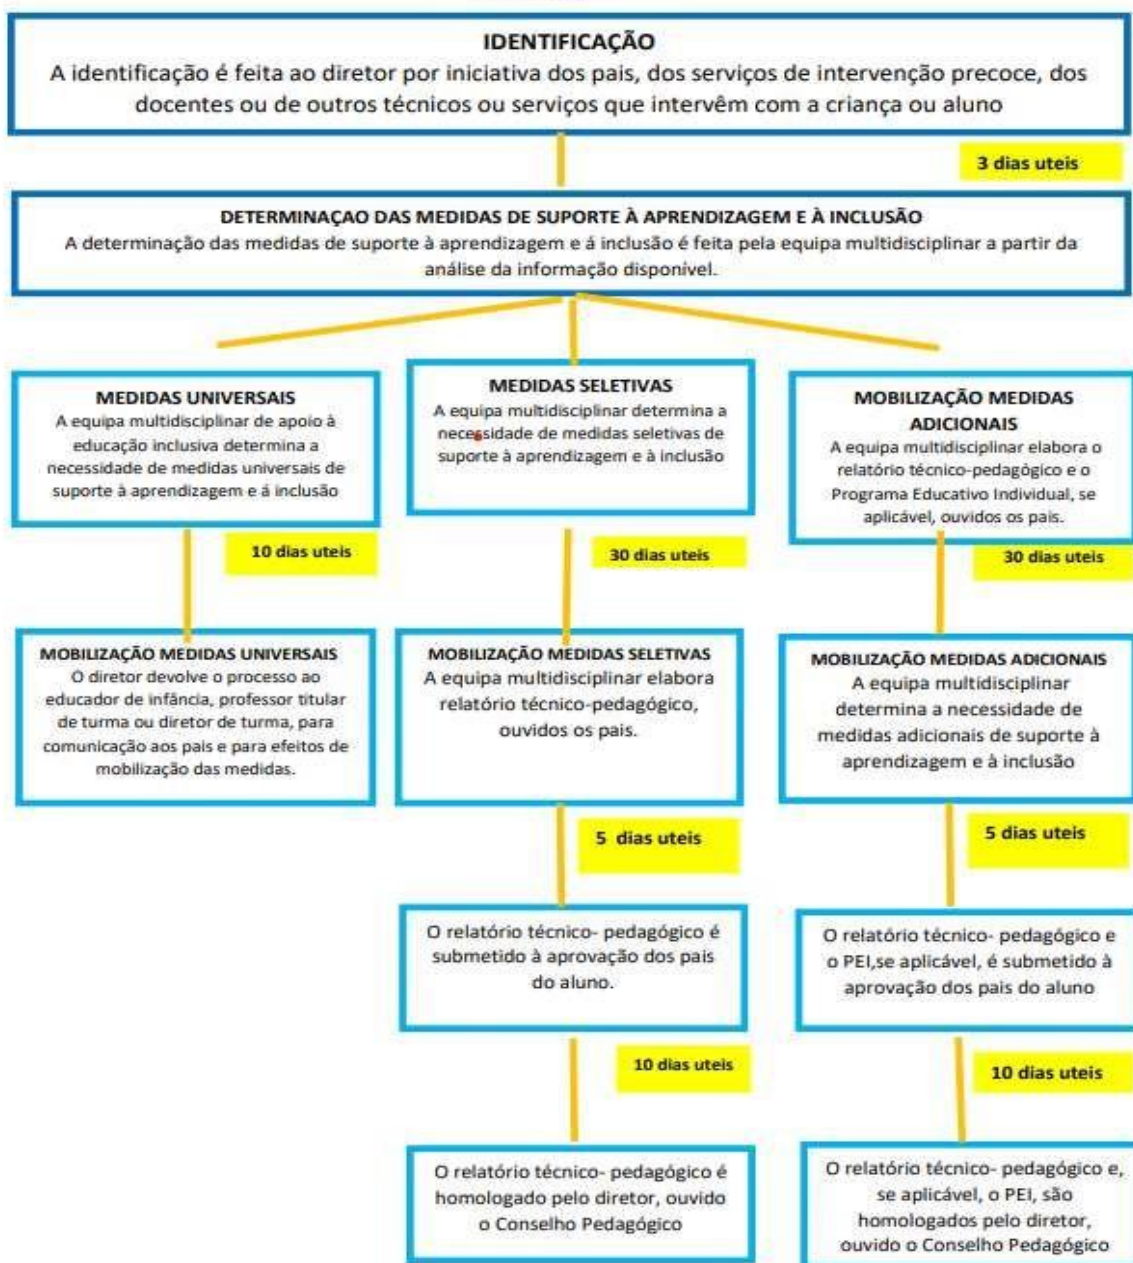 IDENTIFICAÇÃO
A identificação é feita ao diretor por iniciativa dos pais, dos serviços de intervenção precoce, dos
docentes ou de outros técnicos ou serviços que intervêm com a criança ou aluno
3 dias uteis
DETERMINAÇAO DAS MEDIDAS DE SUPORTE À APRENDIZAGEM E À INCLUSÃO
A determinação das medidas de suporte à aprendizagem e á inclusão é feita pela equipa multidisciplinar a partir da
análise da informação disponível.
MEDIDAS UNIVERSAIS
A equipa multidisciplinar de apoio à
educação inclusiva determina a
necessidade de medidas universais de
suporte à aprendizagem e á inclusão
10 dias uteis
MOBILIZAÇÃO MEDIDAS UNIVERSAIS
O diretor devolve o processo ao
educador de infância, professor titular
de turma ou diretor de turma, para
comunicação aos pais e para efeitos de
mobilização das medidas.
MEDIDAS SELETIVAS
A equipa multidisciplinar determina a
necessidade de medidas seletivas de
suporte à aprendizagem e à inclusão
30 dias uteis
MOBILIZAÇÃO MEDIDAS SELETIVAS
A equipa multidisciplinar elabora
relatório técnico-pedagógico,
ouvidos os pais.
5 dias uteis
O relatório técnico- pedagógico é
submetido à aprovação dos pais
do aluno.
10 dias uteis
O relatório técnico- pedagógico é
homologado pelo diretor, ouvido
o Conselho Pedagógico
MOBILIZAÇÃO MEDIDAS
ADICIONAIS
A equipa multidisciplinar elabora o
relatório técnico-pedagógico e o
Programa Educativo Individual, se
aplicável, ouvidos os pais.
30 dias uteis
MOBILIZAÇÃO MEDIDAS ADICIONAIS
A equipa multidisciplinar
determina a necessidade de
medidas adicionais de suporte à
aprendizagem e à inclusão
5 dias uteis
O relatório técnico- pedagógico e
o PEI,se aplicável, é submetido à
aprovação dos pais do aluno
10 dias uteis
O relatório técnico- pedagógico e,
se aplicável, o PEI, são
homologados pelo diretor,
ouvido o Conselho Pedagógico